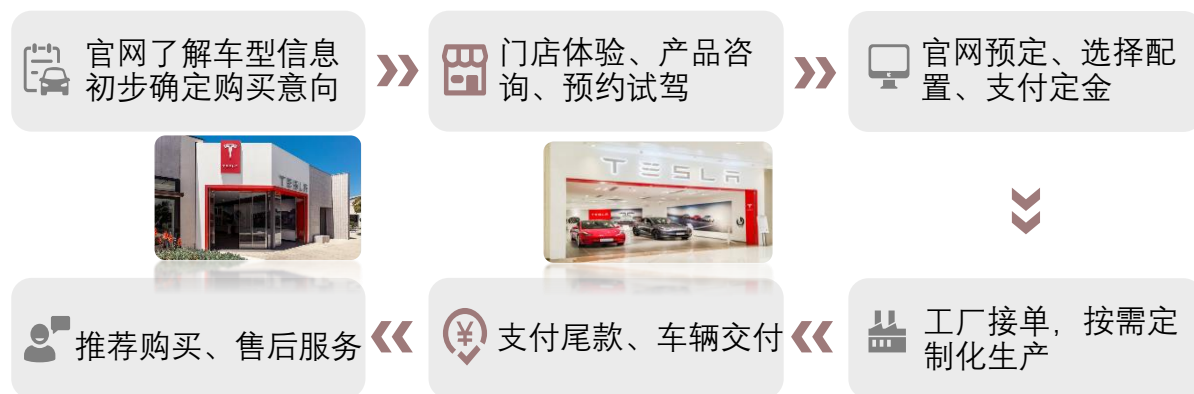 官网了解车型信息
初步确定购买意向
门店体验、产品咨
询、预约试驾
官网预定、选择配
置、支付定金
TESLA
TESLA
工厂接单，按需定
制化生产
支付尾款、车辆交付
推荐购买、售后服务